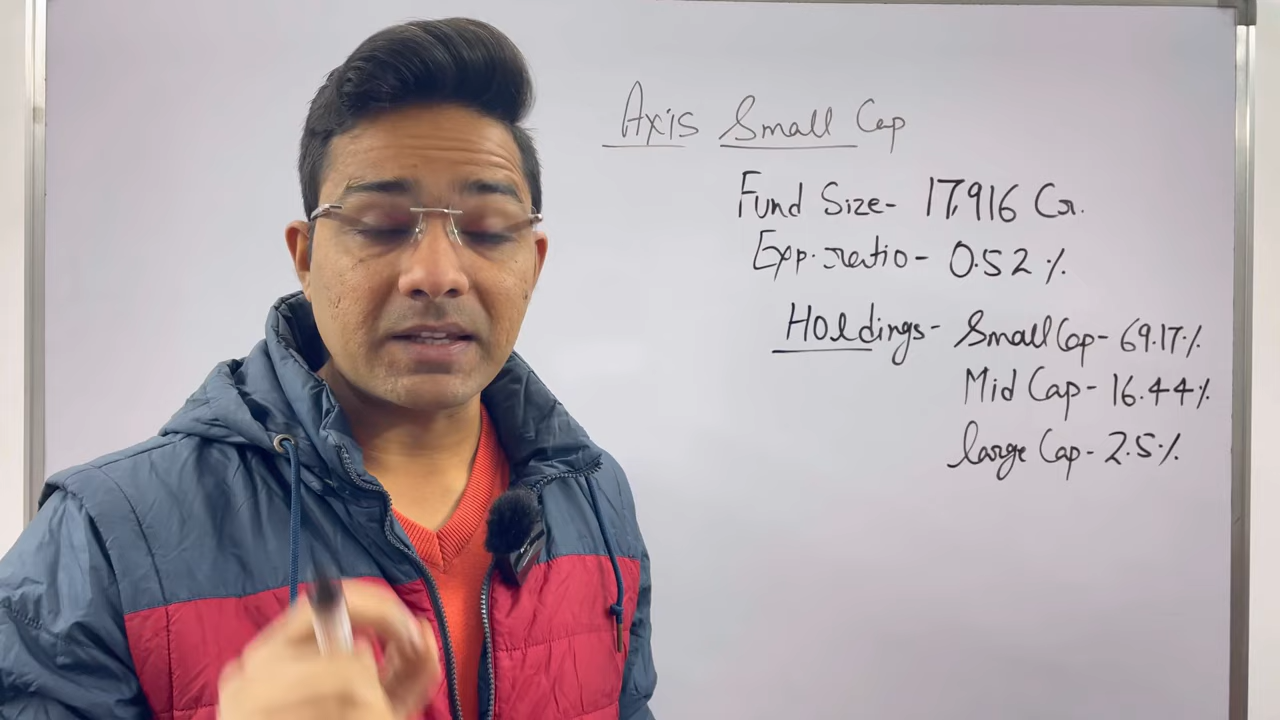 Axis Small Cap
Fund Size- 17,916 Cr.
Exp. ratio- 0.52%
Holdings- Small Cap- 69.17%
Mid Cap- 16.44%
large Cap- 2.5%